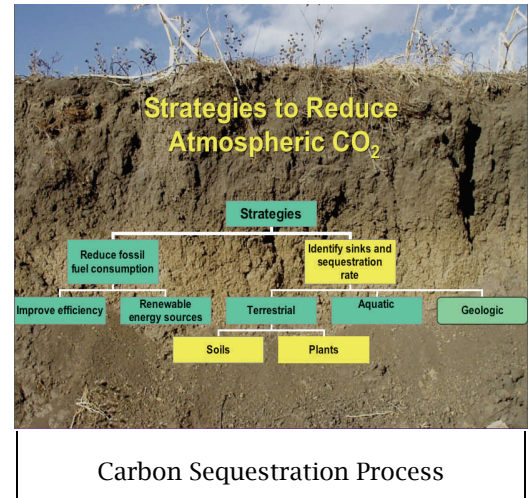 Strategies to Reduce
Atmospheric CO₂
Strategies
Reduce fossil
fuel consumption
Identify sinks and
sequestration
rate
Improve efficiency
Renewable
energy sources
Terrestrial
Aquatic
Geologic
Soils
Plants
Carbon Sequestration Process